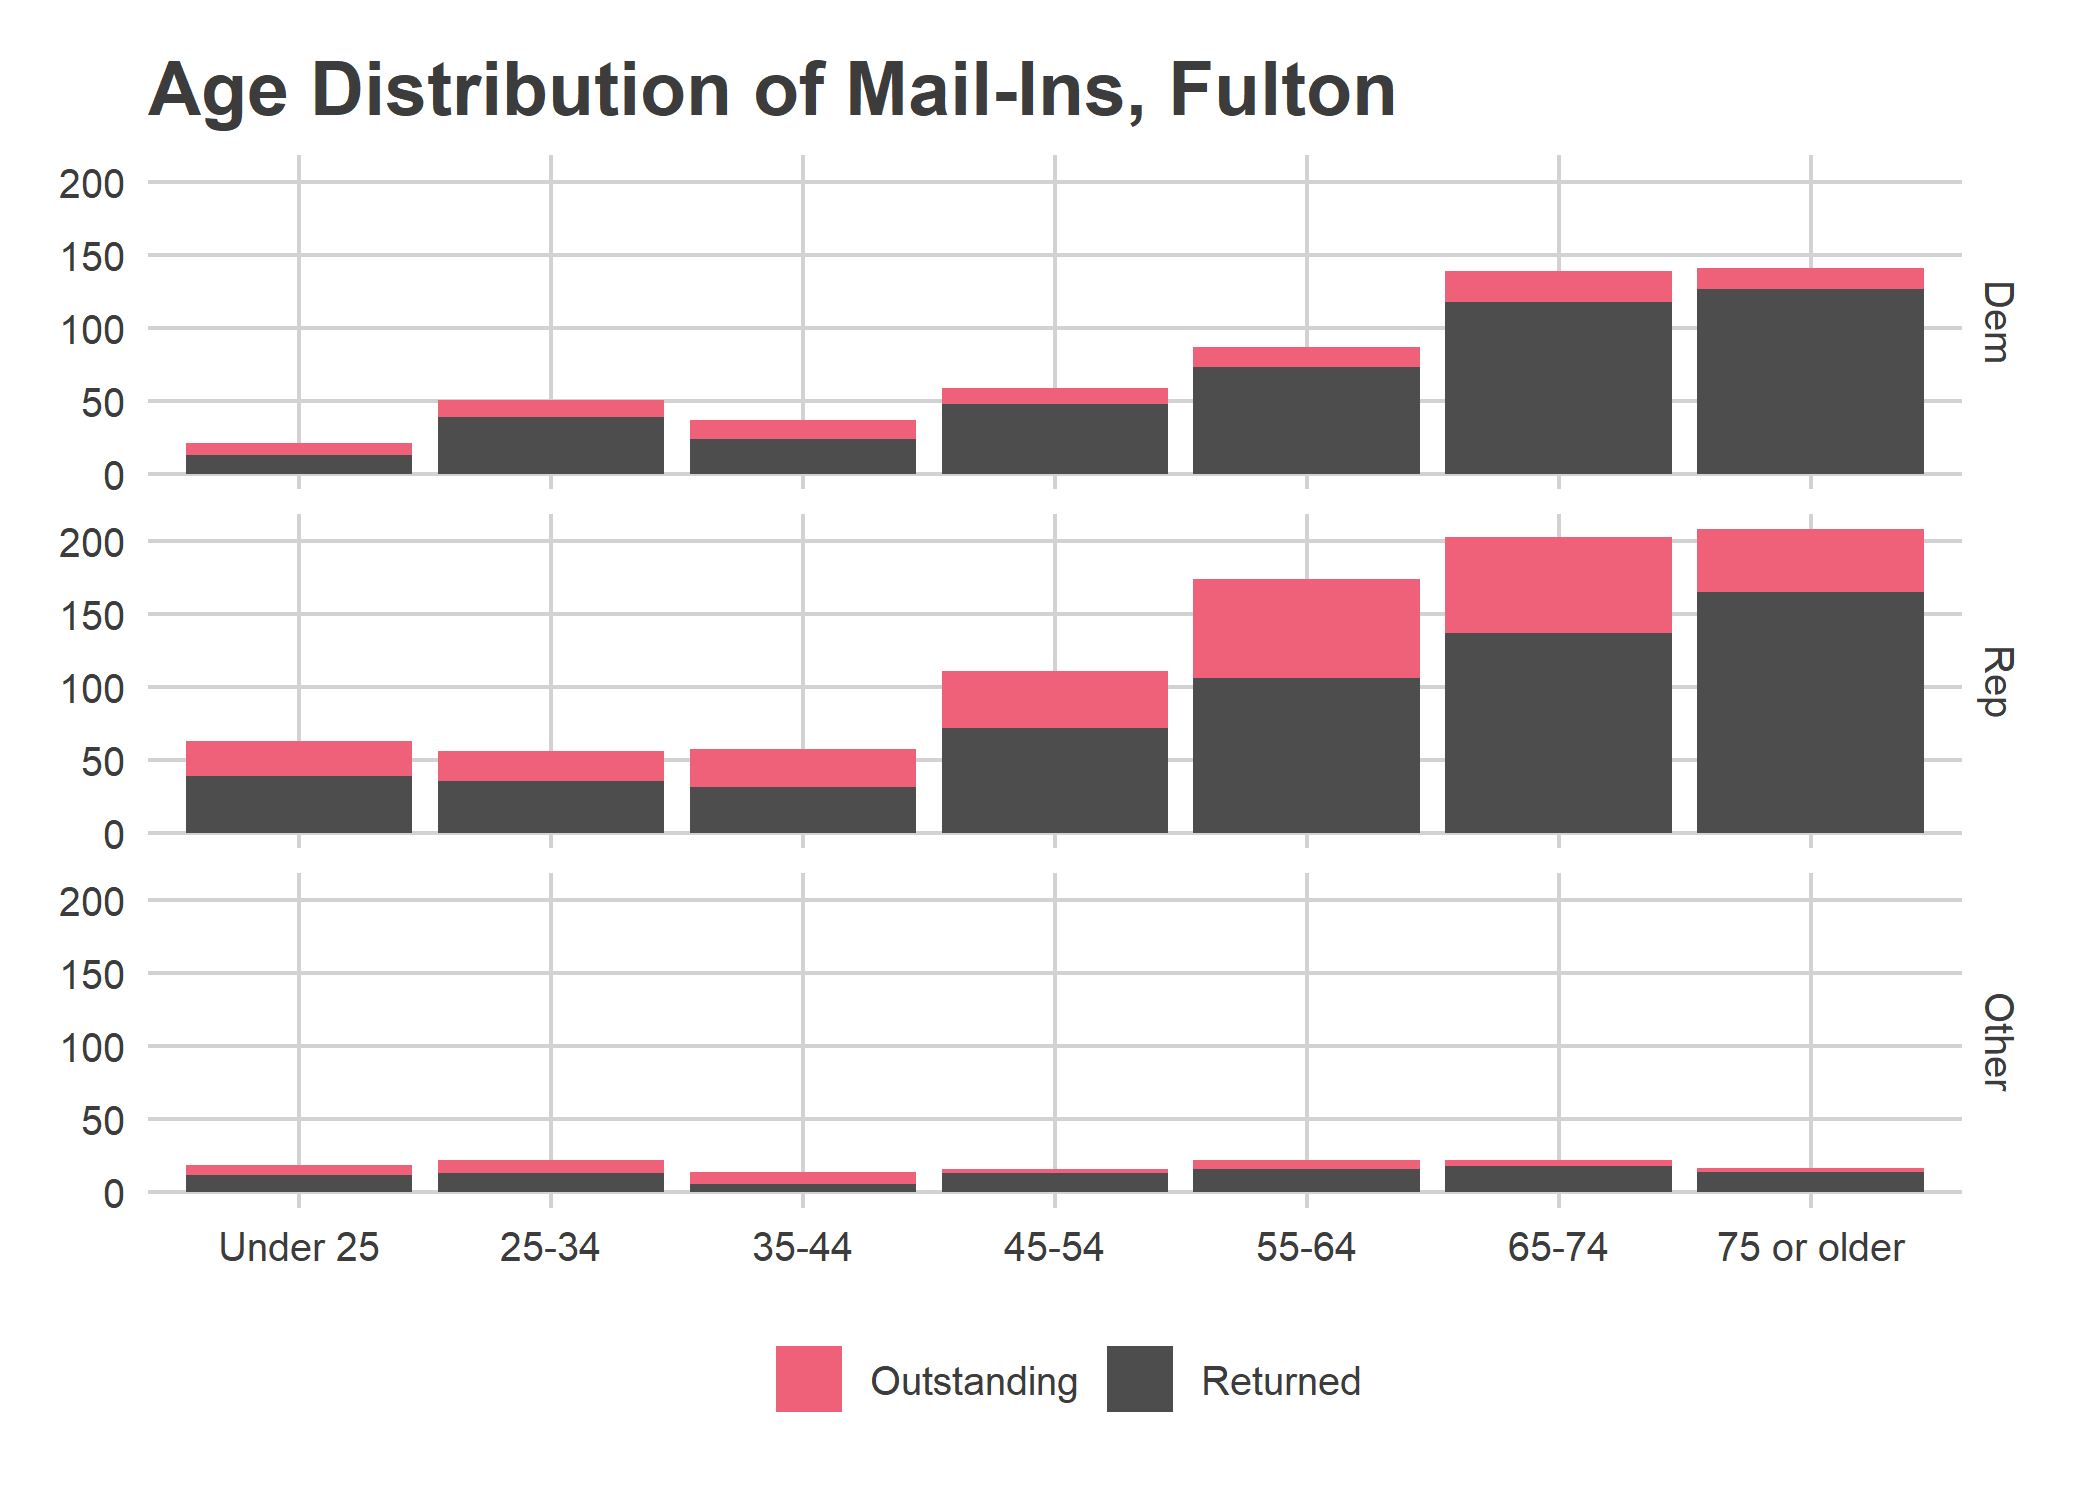 Age Distribution of Mail-Ins, Fulton
200
150
100
50
0
Dem
200
150
100
50
0
Rep
200
150
100
50
0
Other
Under 25 25-34 35-44 45-54 55-64 65-74 75 or older
Outstanding Returned